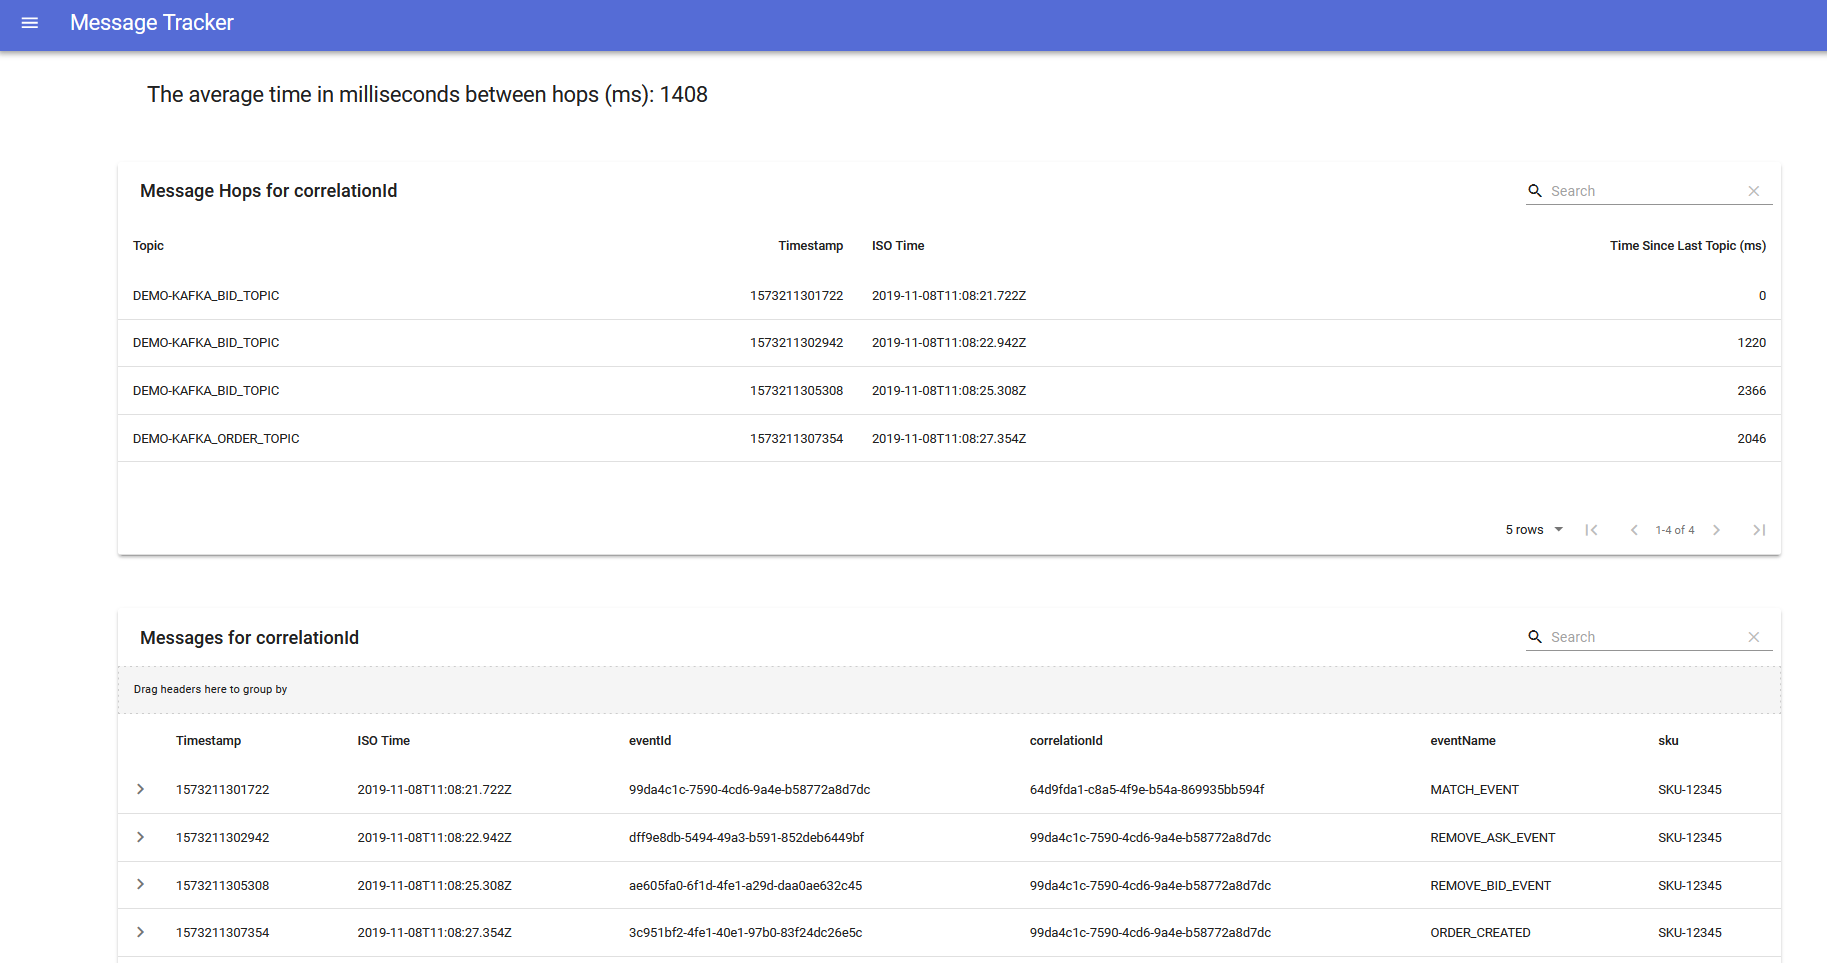 Message Tracker
The average time in milliseconds between hops (ms): 1408
Message Hops for correlationId Search
Topic Timestamp ISO Time Time Since Last Topic (ms)
DEMO-KAFKA_BID_TOPIC 1573211301722 2019-11-08T11:08:21.722Z 0
DEMO-KAFKA_BID_TOPIC 1573211302942 2019-11-08T11:08:22.942Z 1220
DEMO-KAFKA_BID_TOPIC 1573211305308 2019-11-08T11:08:25.308Z 2366
DEMO-KAFKA_ORDER_TOPIC 1573211307354 2019-11-08T11:08:27.354Z 2046
5 rows 1-4 of 4
Messages for correlationId Search
Drag headers here to group by
Timestamp ISO Time eventId correlationId eventName sku
1573211301722 2019-11-08T11:08:21.722Z 99da4c1c-7590-4cd6-9a4e-b58772a8d7dc 64d9fda1-c8a5-4f9e-b54a-869935bb594f MATCH_EVENT SKU-12345
1573211302942 2019-11-08T11:08:22.942Z dff9e8db-5494-49a3-b591-852deb6449bf 99da4c1c-7590-4cd6-9a4e-b58772a8d7dc REMOVE_ASK_EVENT SKU-12345
1573211305308 2019-11-08T11:08:25.308Z ae605fa0-6f1d-4fe1-a29d-daa0ae632c45 99da4c1c-7590-4cd6-9a4e-b58772a8d7dc REMOVE_BID_EVENT SKU-12345
1573211307354 2019-11-08T11:08:27.354Z 3c951bf2-4fe1-40e1-97b0-83f24dc26e5c 99da4c1c-7590-4cd6-9a4e-b58772a8d7dc ORDER_CREATED SKU-12345